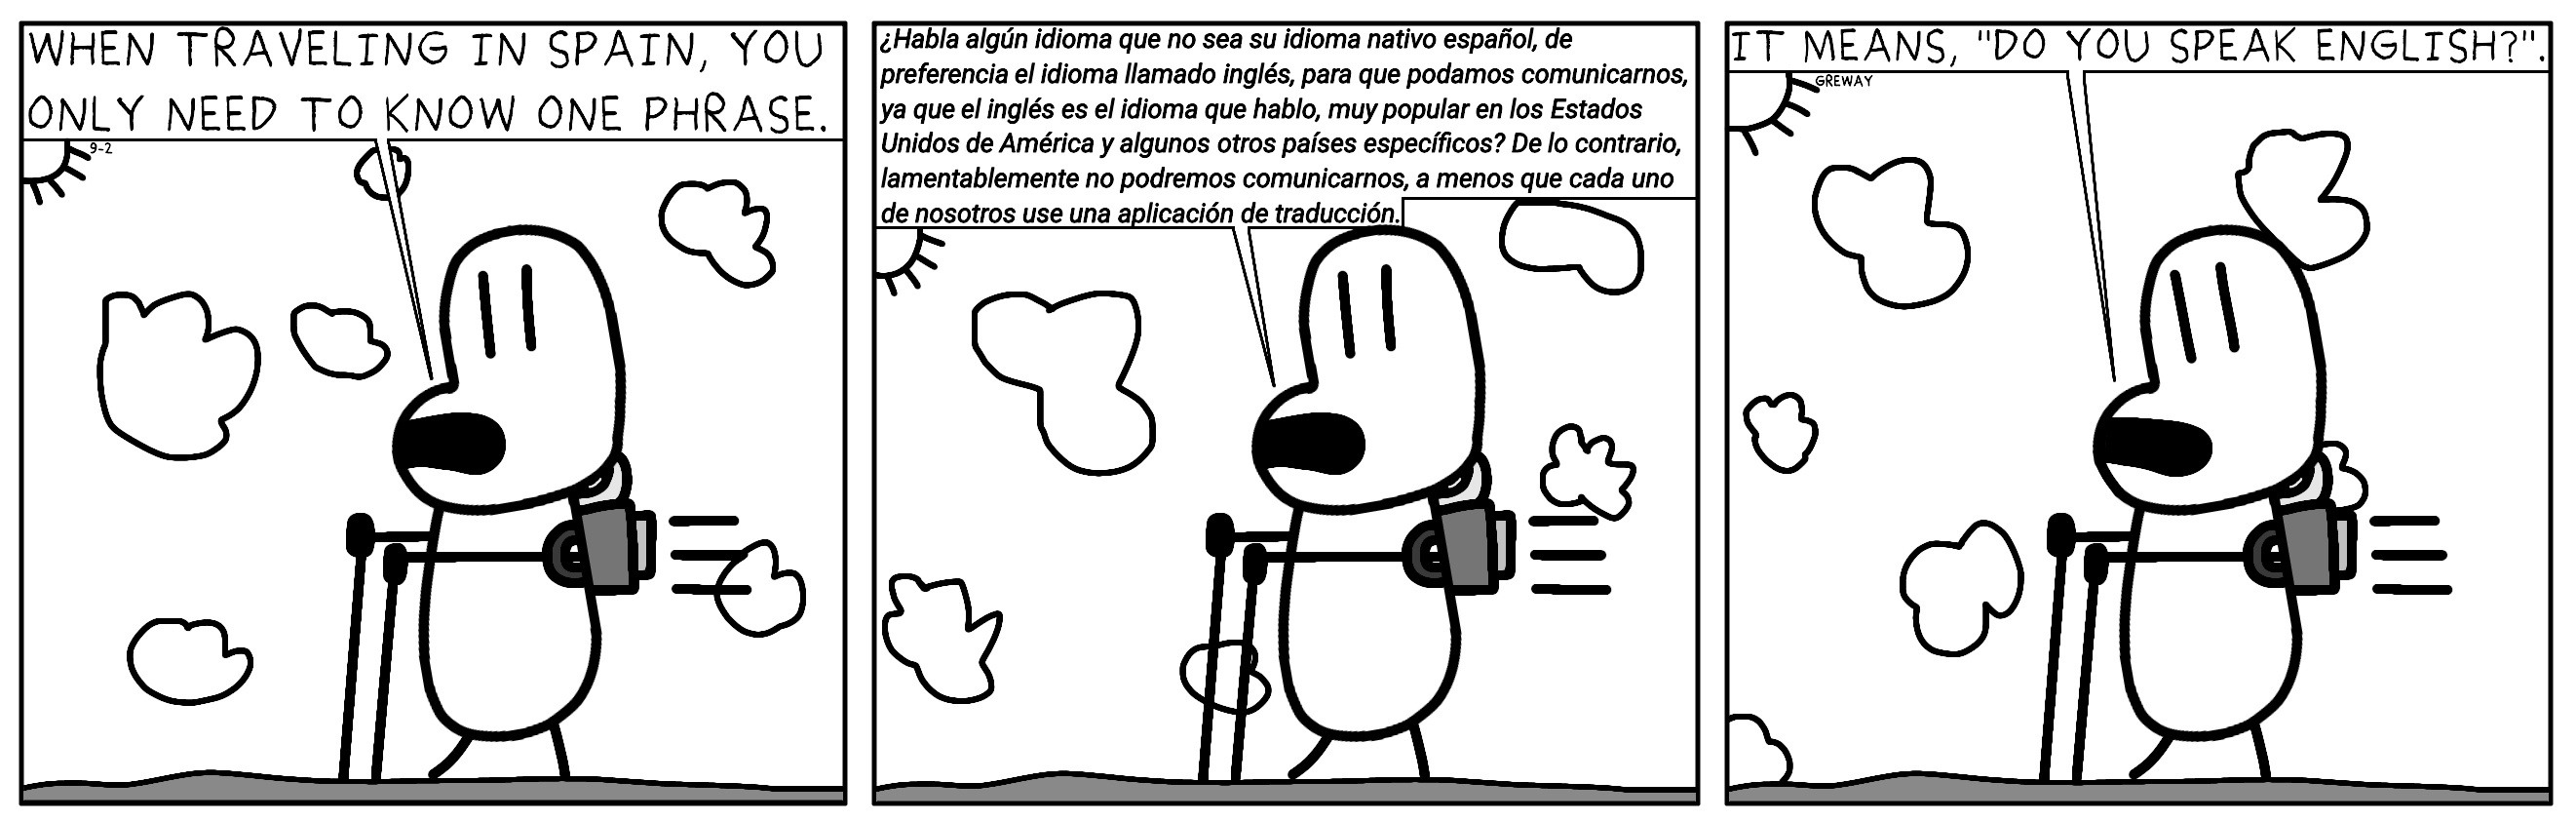 WHEN TRAVELING IN SPAIN, YOU
ONLY NEED TO KNOW ONE PHRASE.
9-2
¿Habla algún idioma que no sea su idioma nativo español, de
preferencia el idioma llamado inglés, para que podamos comunicarnos,
ya que el inglés es el idioma que hablo, muy popular en los Estados
Unidos de América y algunos otros países específicos? De lo contrario,
lamentablemente no podremos comunicarnos, a menos que cada uno
de nosotros use una aplicación de traducción.
IT MEANS, "DO YOU SPEAK ENGLISH?".
GREWAY